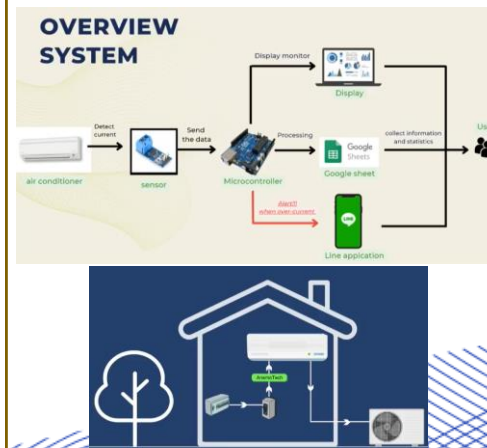 OVERVIEW
SYSTEM
Display monitor
Display
Detect
current
Send
the data
Processing
Google
Sheets
collect information
and statistics
air conditioner
sensor
Microcontroller
Google sheet
Alert!!!
when over-current.
LINE
Line appication